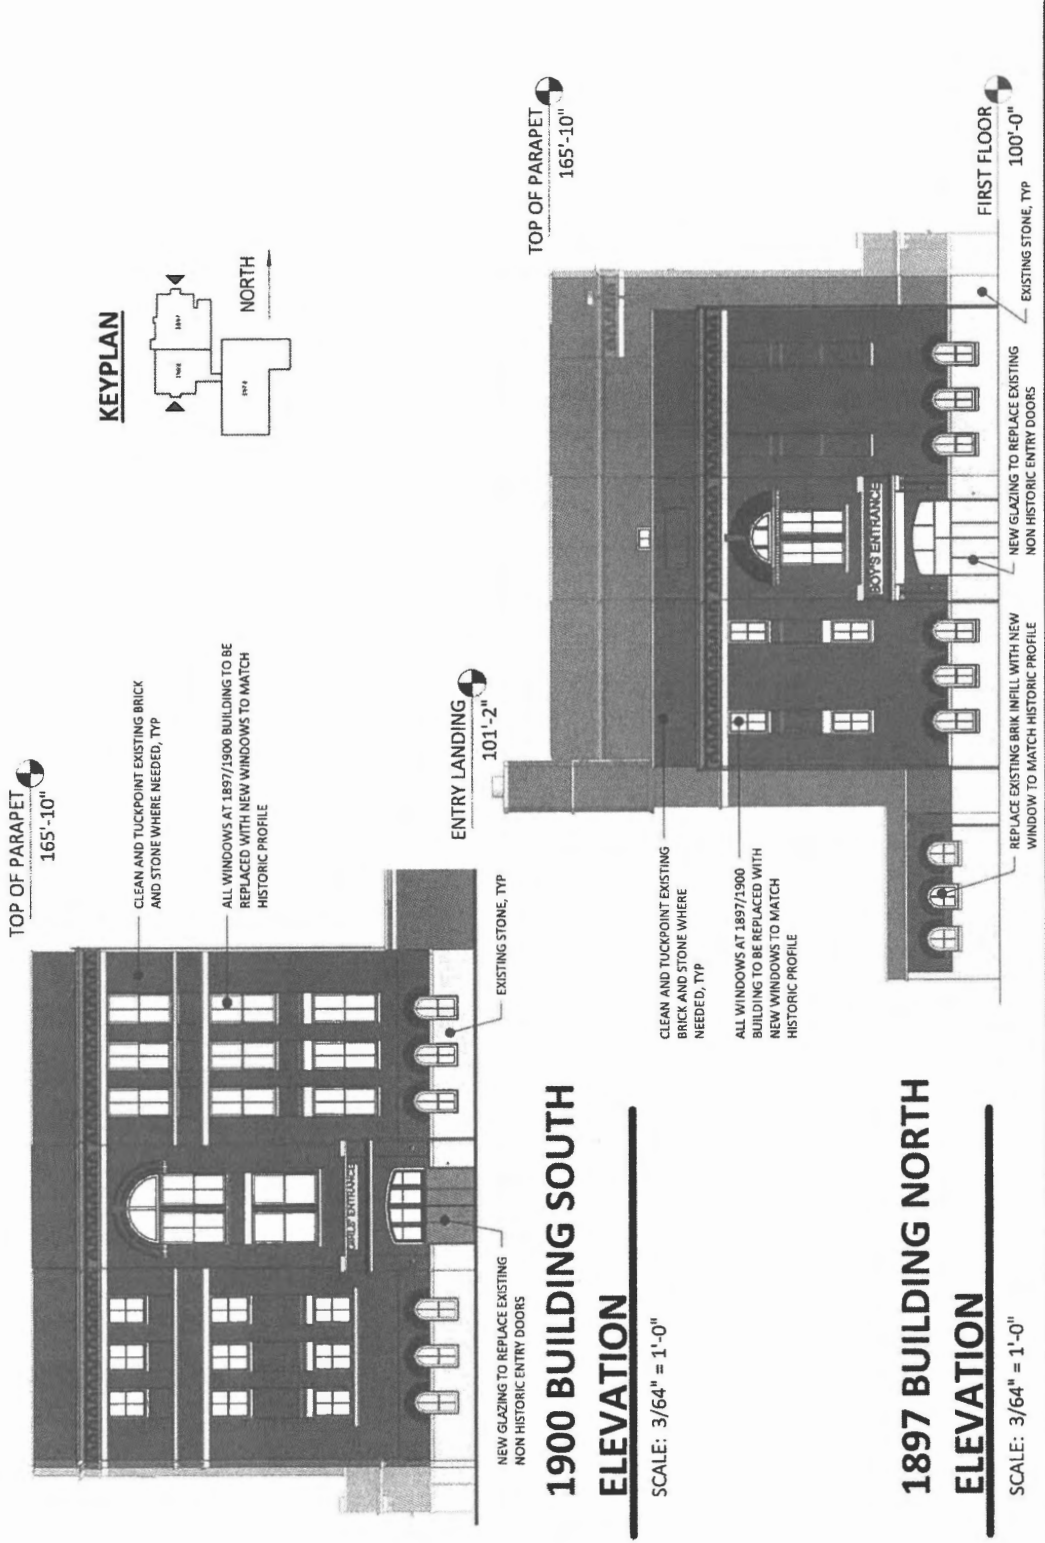 TOP OF PARAPET
165'-10"
CLEAN AND TUCKPOINT EXISTING BRICK
AND STONE WHERE NEEDED, TYP
ALL WINDOWS AT 1897/1900 BUILDING TO BE
REPLACED WITH NEW WINDOWS TO MATCH
HISTORIC PROFILE
ENTRY LANDING
101'-2"
EXISTING STONE, TYP
GIRLS' ENTRANCE
NEW GLAZING TO REPLACE EXISTING
NON HISTORIC ENTRY DOORS
1900 BUILDING SOUTH
ELEVATION
SCALE: 3/64" = 1'-0"
KEYPLAN
1897
NORTH
TOP OF PARAPET
165'-10"
CLEAN AND TUCKPOINT EXISTING
BRICK AND STONE WHERE
NEEDED, TYP
ALL WINDOWS AT 1897/1900
BUILDING TO BE REPLACED WITH
NEW WINDOWS TO MATCH
HISTORIC PROFILE
BOY'S ENTRANCE
FIRST FLOOR
100'-0"
EXISTING STONE, TYP
NEW GLAZING TO REPLACE EXISTING
NON HISTORIC ENTRY DOORS
REPLACE EXISTING BRIK INFILL WITH NEW
WINDOW TO MATCH HISTORIC PROFILE
1897 BUILDING NORTH
ELEVATION
SCALE: 3/64" = 1'-0"